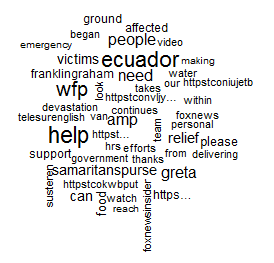 ground
began affected
emergency people video
victims ecuador making
franklingraham need water
look takes our httpstconiujetb
wfp httpstconvljy… within
devastation continues foxnews
telesurenglish van amp team personal
help httpst… relief please
hrs efforts
support government thanks from delivering
samaritanspurse greta
susteren httpstcokwbput https…
can food watch
reach
foxnewsinsider